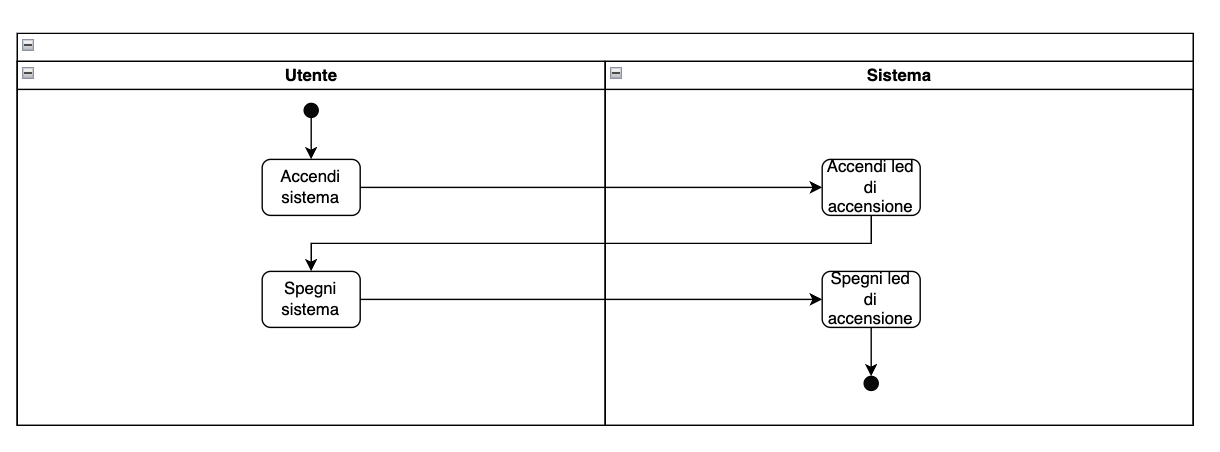 Utente
Sistema
Accendi
sistema
Accendi led
di
accensione
Spegni
sistema
Spegni led
di
accensione